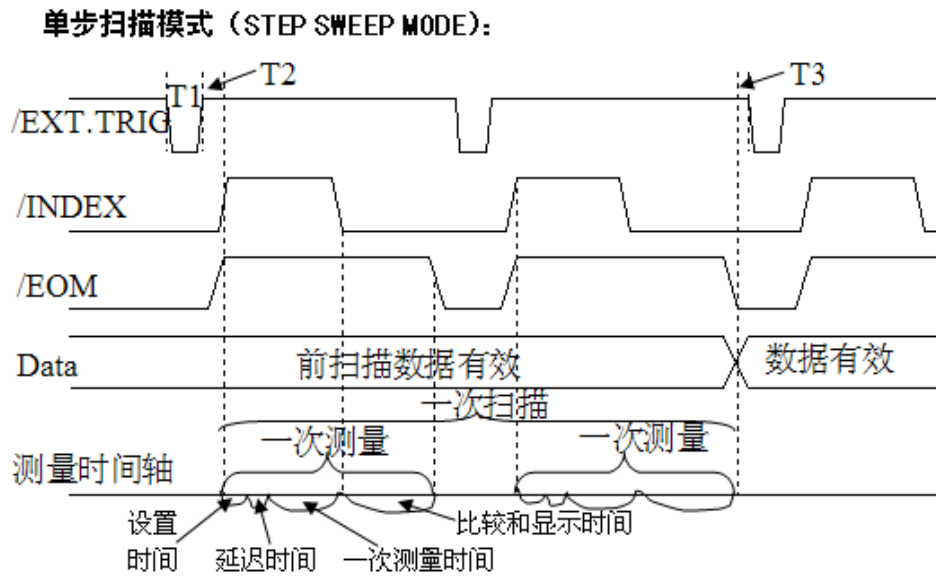 单步扫描模式（STEP SWEEP MODE）：
T1
T2
T3
/EXT.TRIG
/INDEX
/EOM
Data
前扫描数据有效
数据有效
一次扫描
一次测量
一次测量
测量时间轴
设置
时间
延迟时间
一次测量时间
比较和显示时间